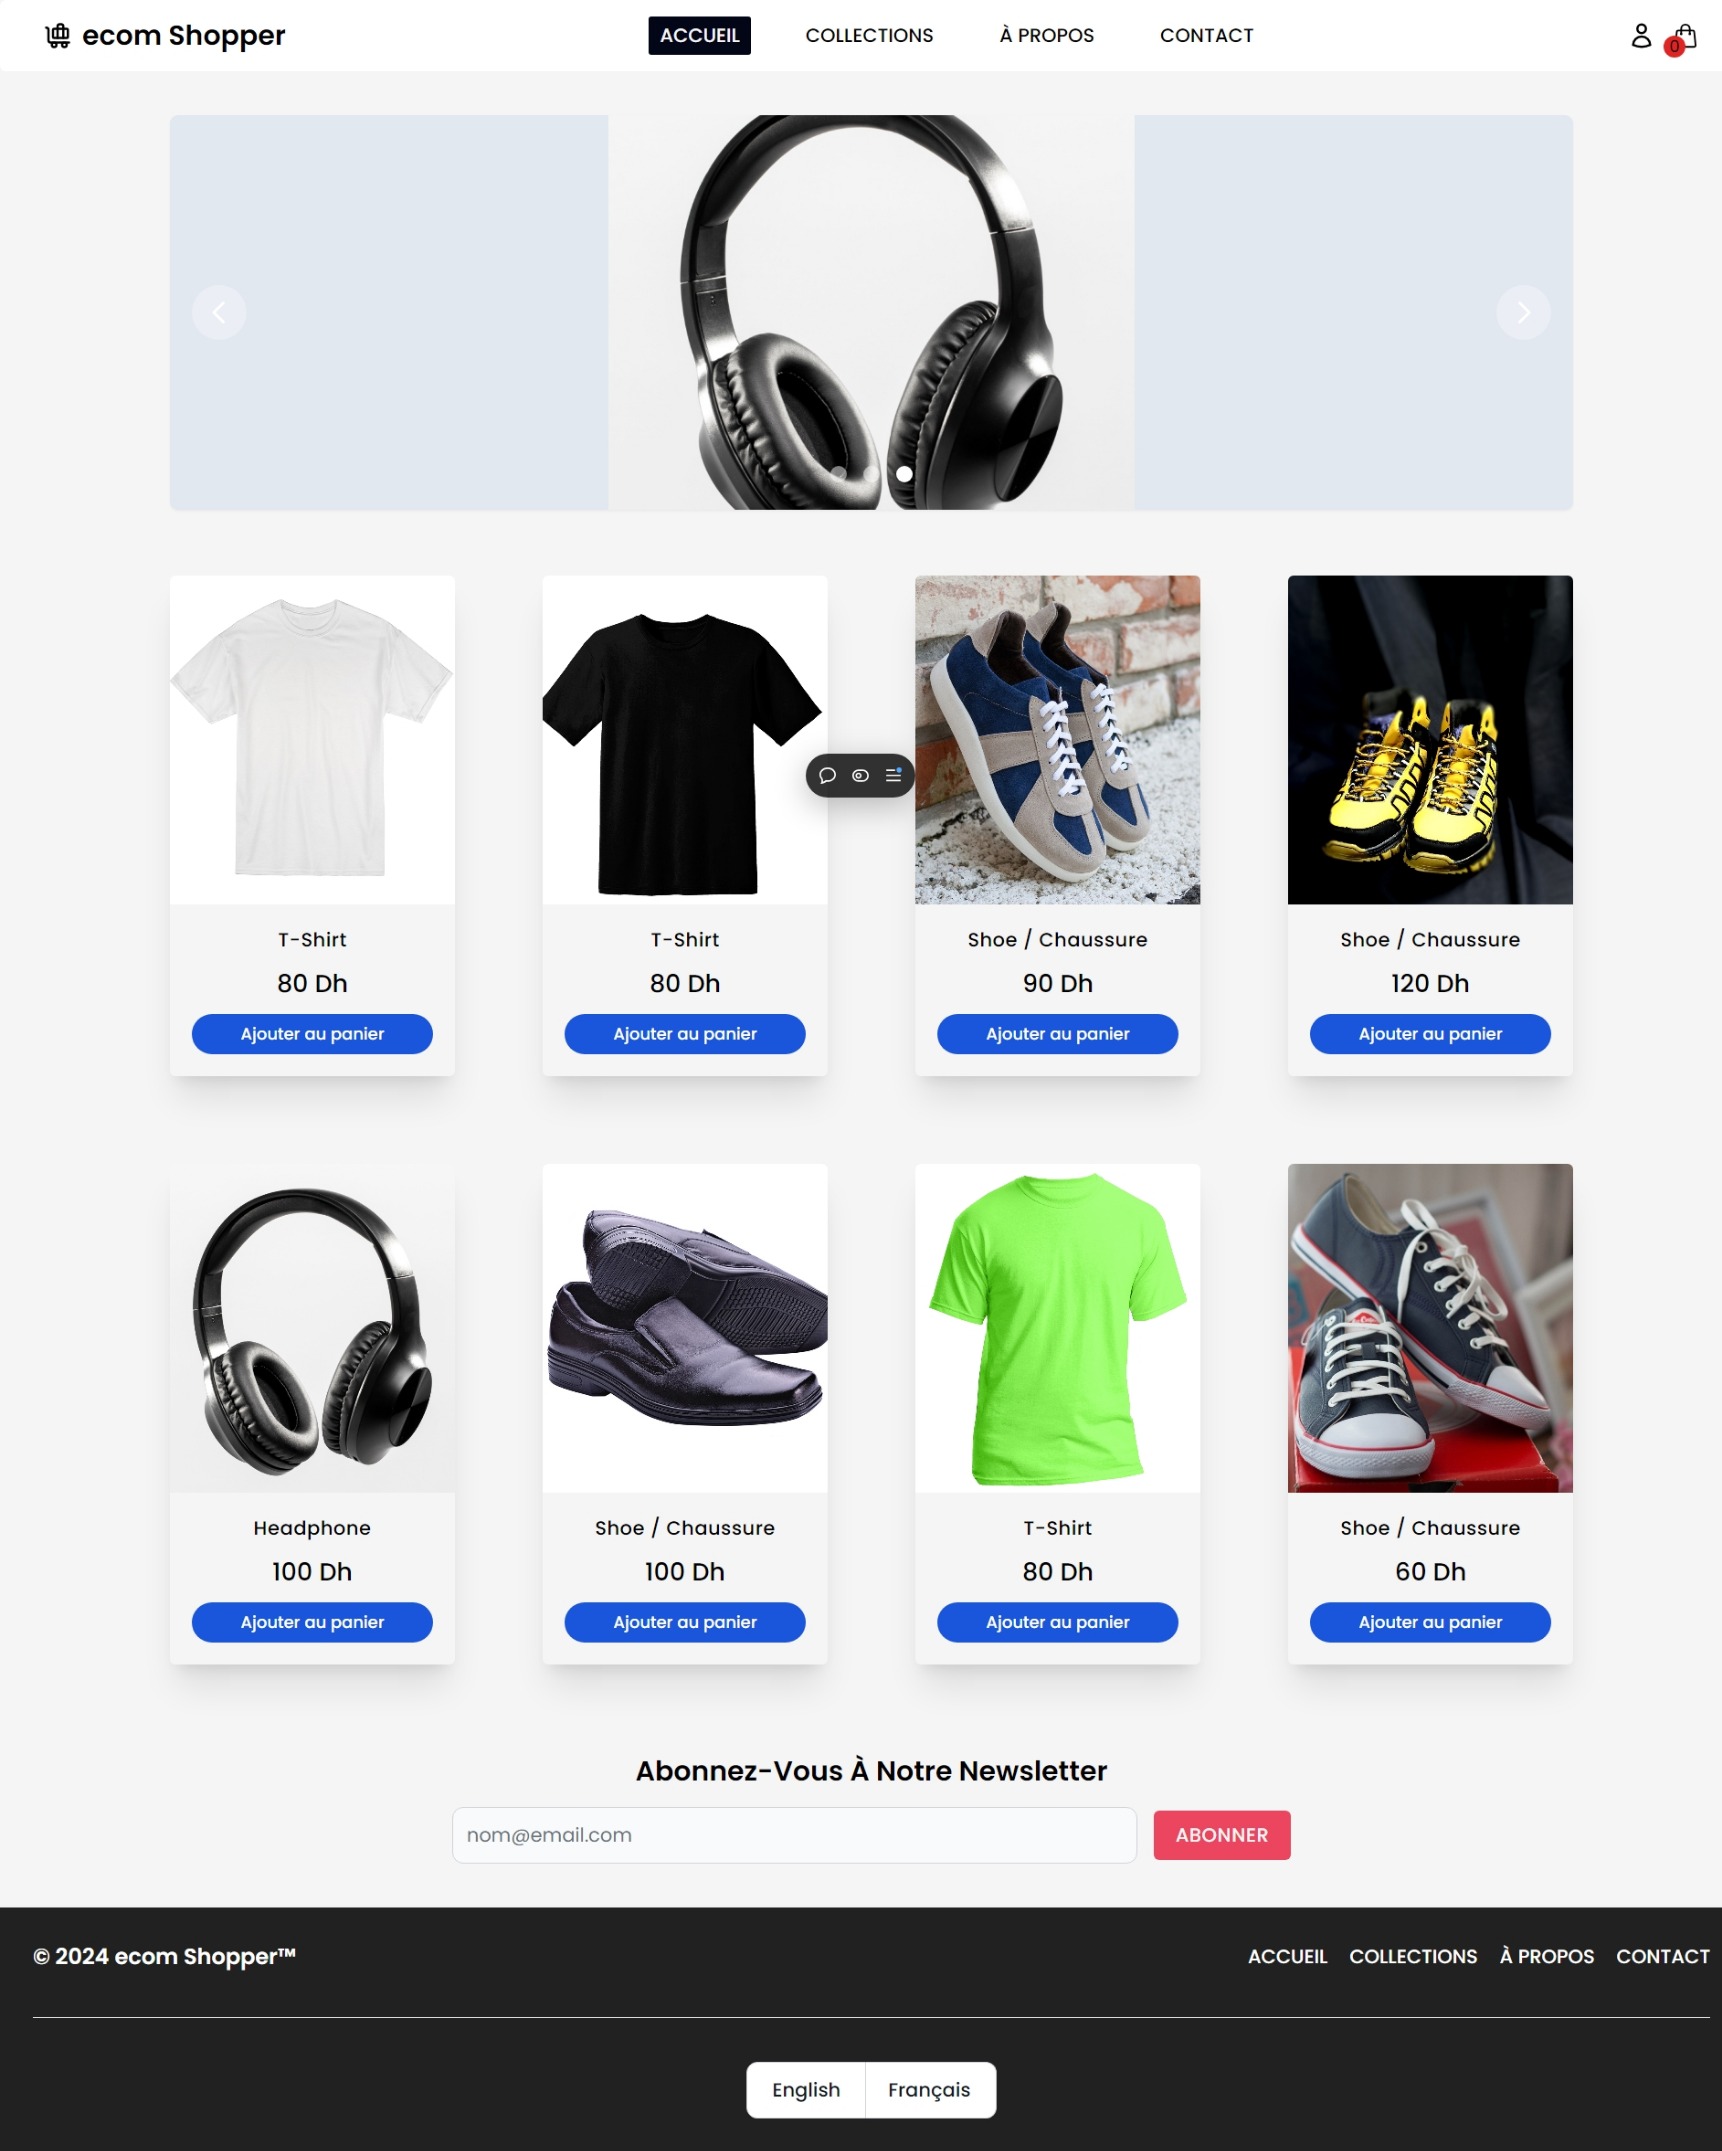 ecom Shopper
ACCUEIL
COLLECTIONS
À PROPOS
CONTACT
0
T-Shirt
80 Dh
Ajouter au panier
T-Shirt
80 Dh
Ajouter au panier
Shoe / Chaussure
90 Dh
Ajouter au panier
Shoe / Chaussure
120 Dh
Ajouter au panier
Headphone
100 Dh
Ajouter au panier
Shoe / Chaussure
100 Dh
Ajouter au panier
T-Shirt
80 Dh
Ajouter au panier
Shoe / Chaussure
60 Dh
Ajouter au panier
Abonnez-Vous À Notre Newsletter
nom@email.com
ABONNER
© 2024 ecom Shopper™
ACCUEIL
COLLECTIONS
À PROPOS
CONTACT
English
Français